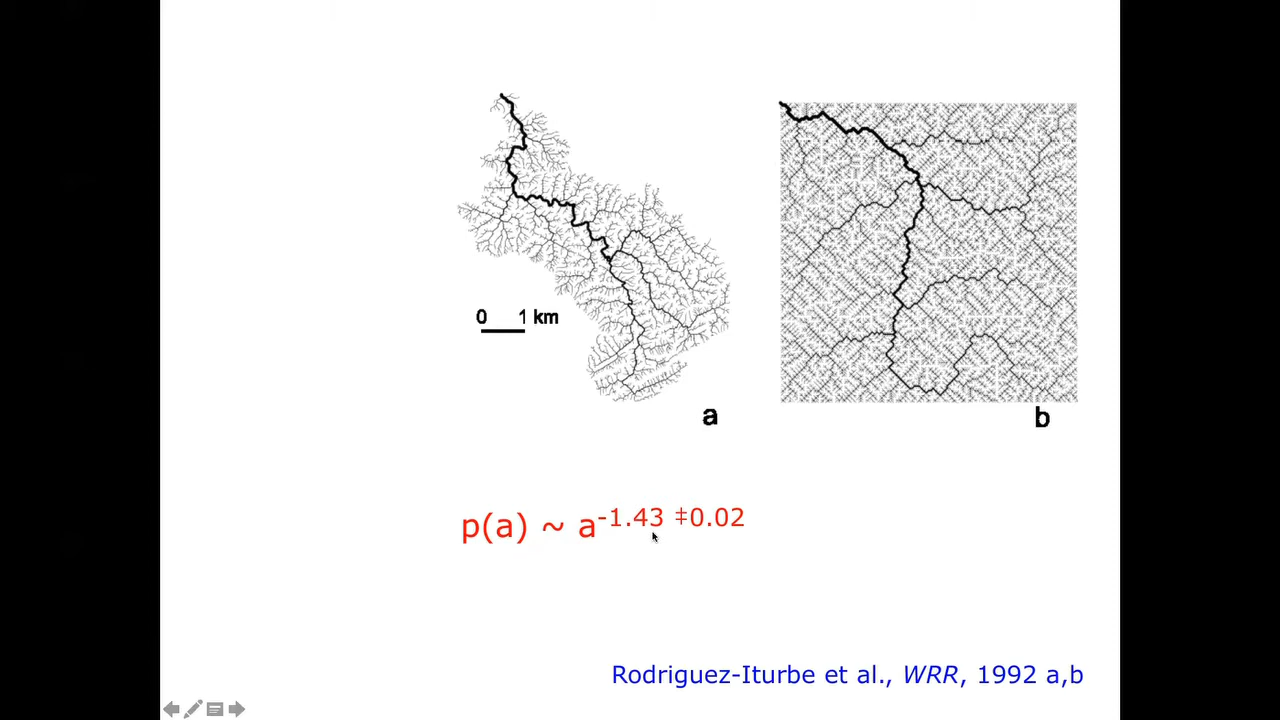 0 1 km
a
b
p(a) ~ a-1.43 ∓0.02
Rodriguez-Iturbe et al., WRR, 1992 a,b